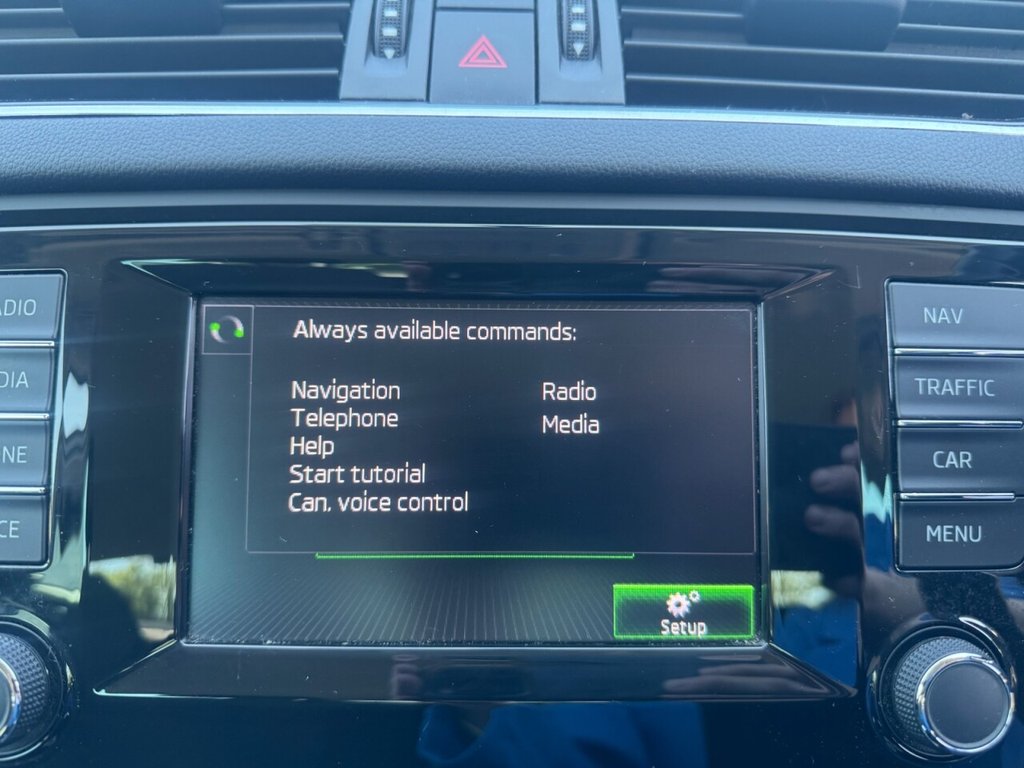 Always available commands:
Navigation
Radio
Telephone
Media
Help
Start tutorial
Can. voice control
Setup
NAV
TRAFFIC
CAR
MENU